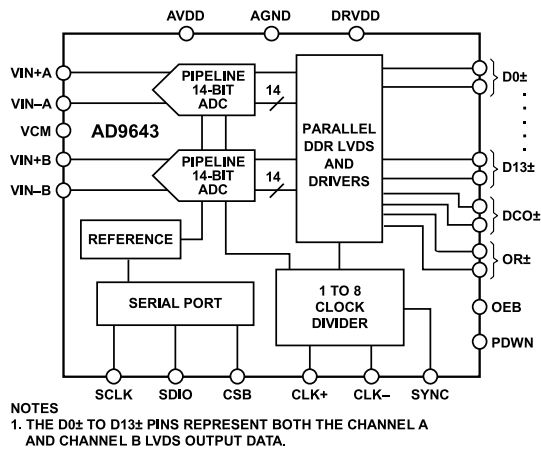 AVDD
AGND
DRVDD
VIN+A
VIN–A
VCM
VIN+B
VIN–B
AD9643
PIPELINE
14-BIT
ADC
14
PIPELINE
14-BIT
ADC
14
PARALLEL
DDR LVDS
AND
DRIVERS
D0±
D13±
DCO±
OR±
OEB
PDWN
REFERENCE
SERIAL PORT
1 TO 8
CLOCK
DIVIDER
SCLK
SDIO
CSB
CLK+
CLK–
SYNC
NOTES
1. THE D0± TO D13± PINS REPRESENT BOTH THE CHANNEL A
AND CHANNEL B LVDS OUTPUT DATA.